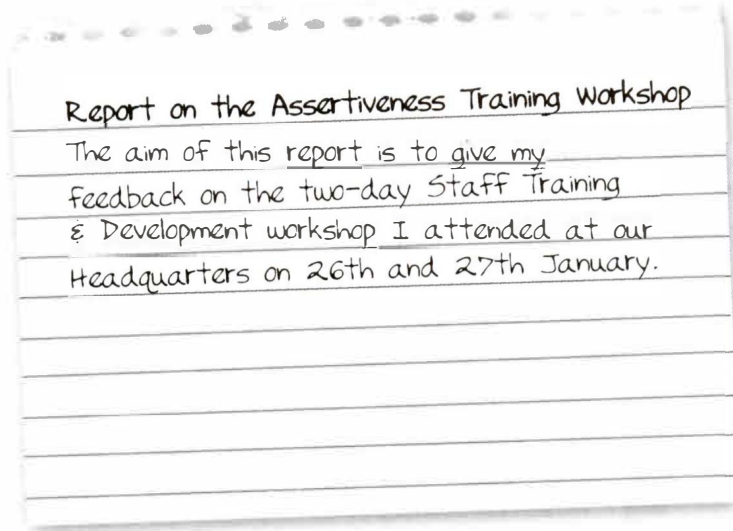 Report on the Assertiveness Training Workshop
The aim of this report is to give my
feedback on the two-day Staff Training
& Development workshop I attended at our
Headquarters on 26th and 27th January.